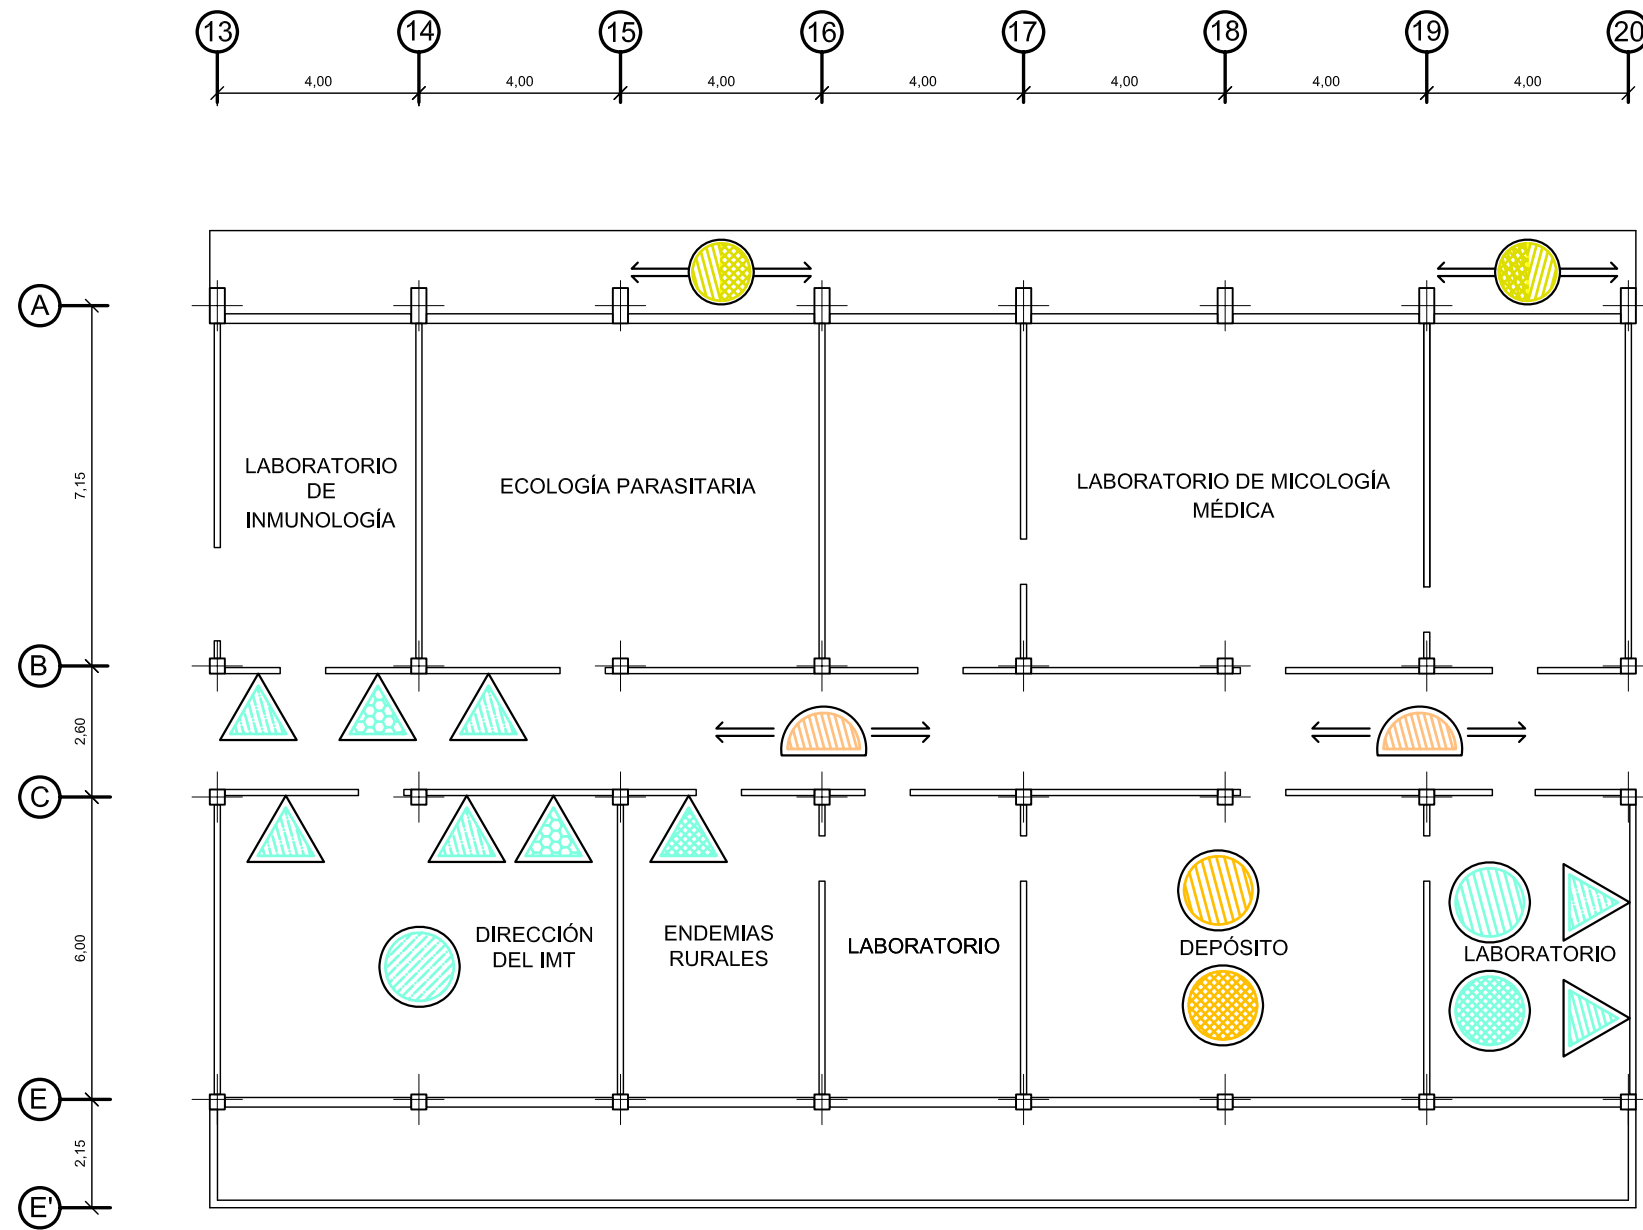 13 14 15 16 17 18 19 20
4,00 4,00 4,00 4,00 4,00 4,00 4,00
A
7,15
B
2,60
C
6,00
E
2,15
E'
LABORATORIO
DE
INMUNOLOGÍA
ECOLOGÍA PARASITARIA
LABORATORIO DE MICOLOGÍA
MÉDICA
DIRECCIÓN
DEL IMT
ENDEMIAS
RURALES
LABORATORIO
DEPÓSITO
LABORATORIO